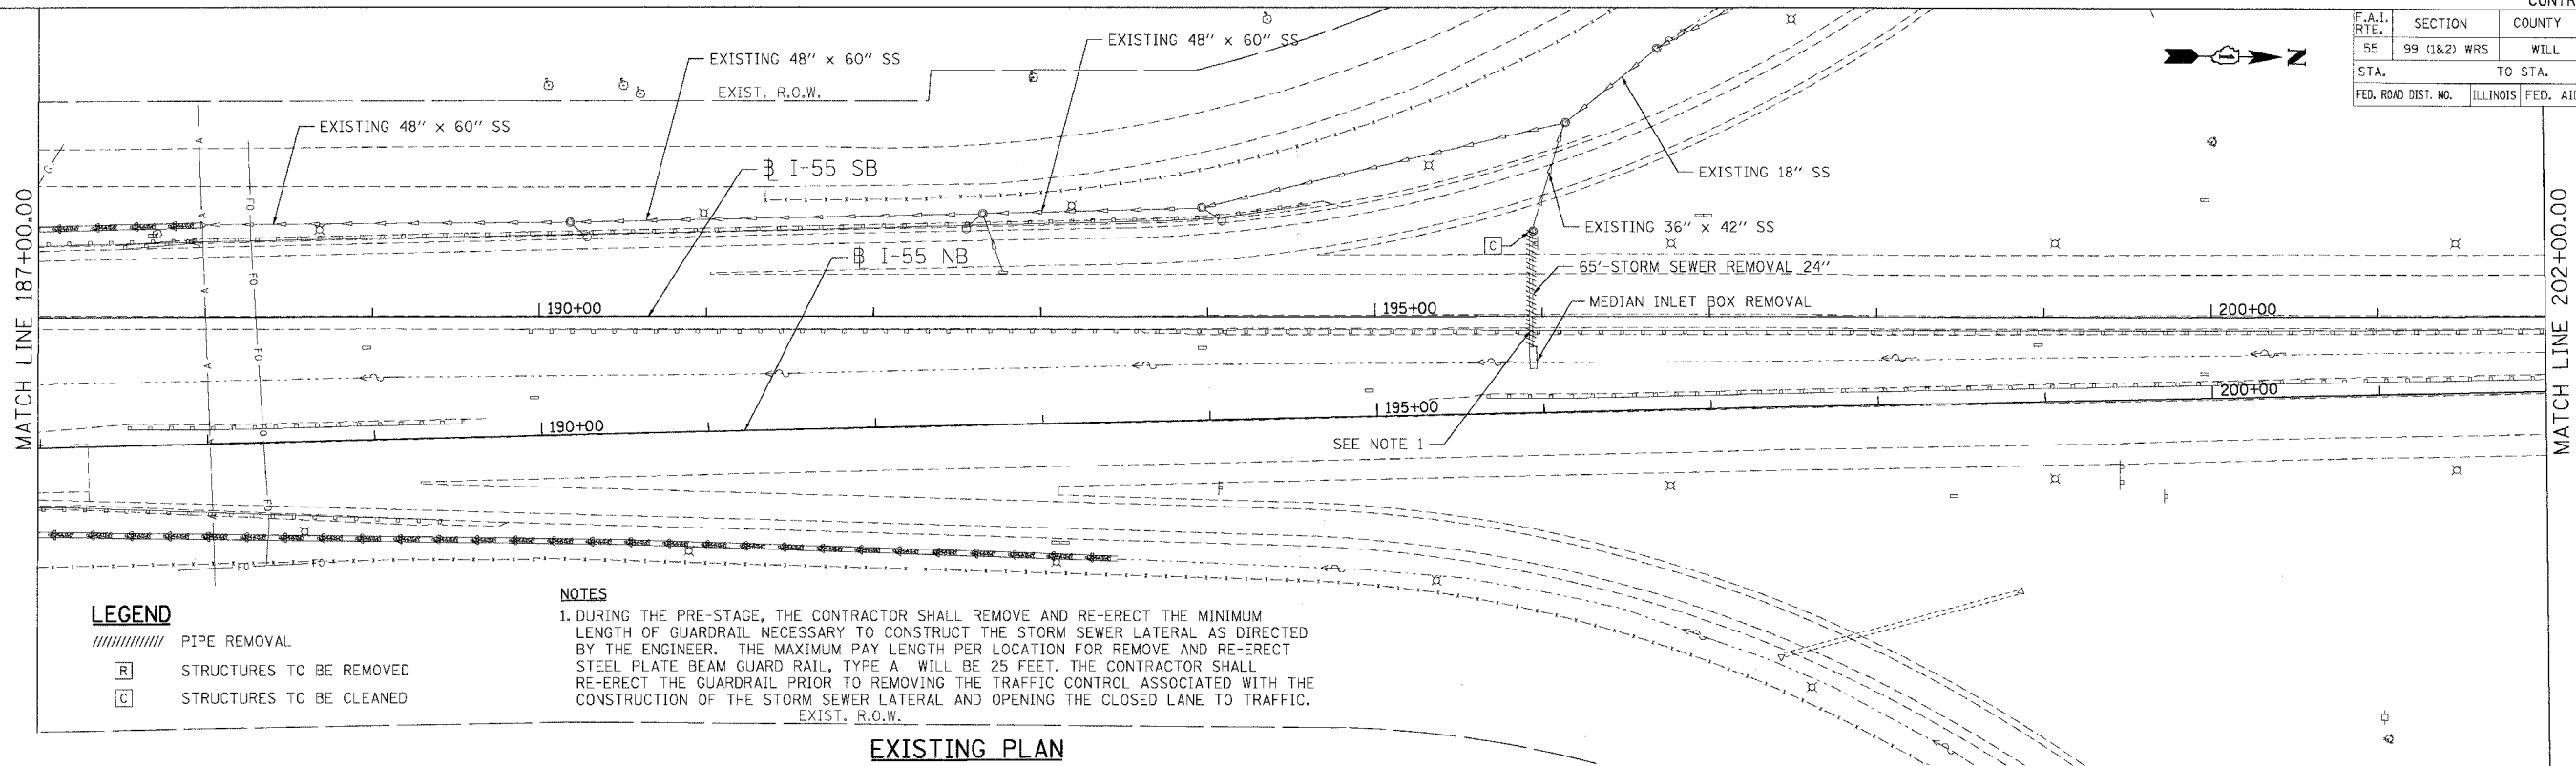 CONTR
F.A.I. RTE. SECTION COUNTY
55 99 (1&2) WRS WILL
STA. TO STA.
FED. ROAD DIST. NO. ILLINOIS FED. AID
N
EXISTING 48" x 60" SS
EXISTING 48" x 60" SS
EXIST. R.O.W.
EXISTING 48" x 60" SS
I-55 SB
EXISTING 18" SS
EXISTING 36" x 42" SS
C
I-55 NB
65'-STORM SEWER REMOVAL 24"
MEDIAN INLET BOX REMOVAL
MATCH LINE 187+00.00
MATCH LINE 202+00.00
190+00
195+00
200+00
190+00
195+00
200+00
SEE NOTE 1
G
A
A
A
A
FO
FO
FO
FO
FO
FO
LEGEND
PIPE REMOVAL
R STRUCTURES TO BE REMOVED
C STRUCTURES TO BE CLEANED
NOTES
1. DURING THE PRE-STAGE, THE CONTRACTOR SHALL REMOVE AND RE-ERECT THE MINIMUM
LENGTH OF GUARDRAIL NECESSARY TO CONSTRUCT THE STORM SEWER LATERAL AS DIRECTED
BY THE ENGINEER. THE MAXIMUM PAY LENGTH PER LOCATION FOR REMOVE AND RE-ERECT
STEEL PLATE BEAM GUARD RAIL, TYPE A WILL BE 25 FEET. THE CONTRACTOR SHALL
RE-ERECT THE GUARDRAIL PRIOR TO REMOVING THE TRAFFIC CONTROL ASSOCIATED WITH THE
CONSTRUCTION OF THE STORM SEWER LATERAL AND OPENING THE CLOSED LANE TO TRAFFIC.
EXIST. R.O.W.
EXISTING PLAN